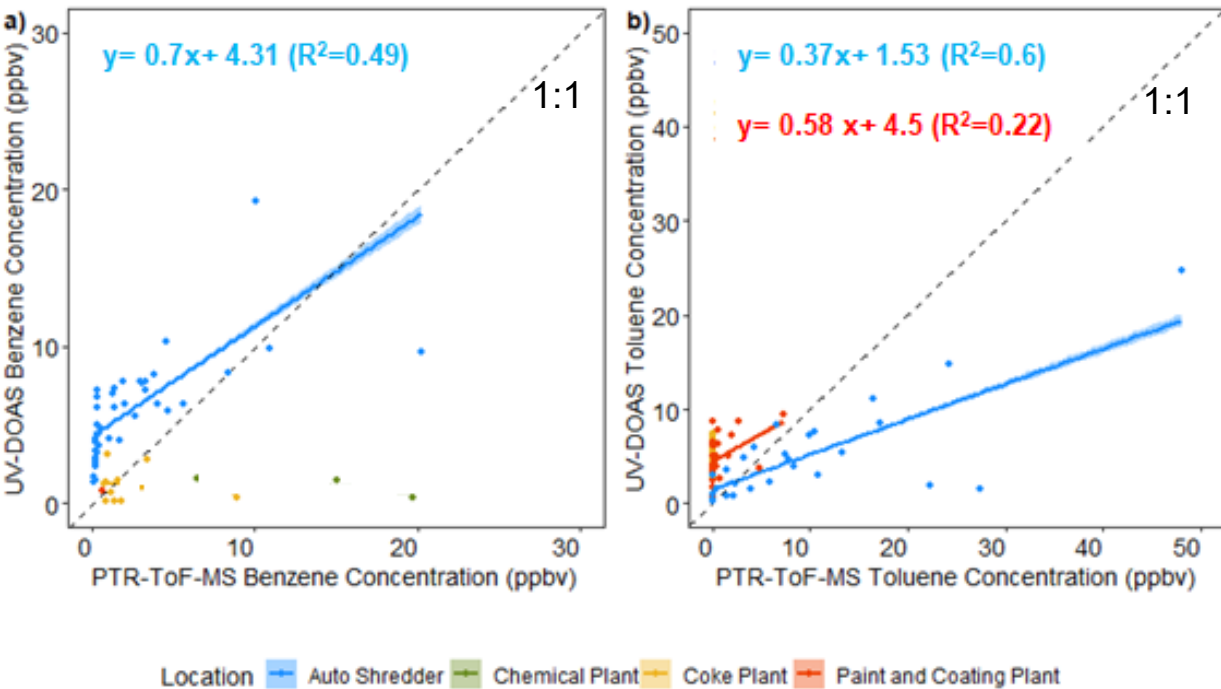 a)
y= 0.7x+ 4.31 (R²=0.49)
1:1
30
20
10
0
UV-DOAS Benzene Concentration (ppbv)
0 10 20 30
PTR-ToF-MS Benzene Concentration (ppbv)
b)
y= 0.37x+ 1.53 (R²=0.6)
y= 0.58 x+ 4.5 (R²=0.22)
1:1
50
40
30
20
10
0
UV-DOAS Toluene Concentration (ppbv)
0 10 20 30 40 50
PTR-ToF-MS Toluene Concentration (ppbv)
Location Auto Shredder Chemical Plant Coke Plant Paint and Coating Plant